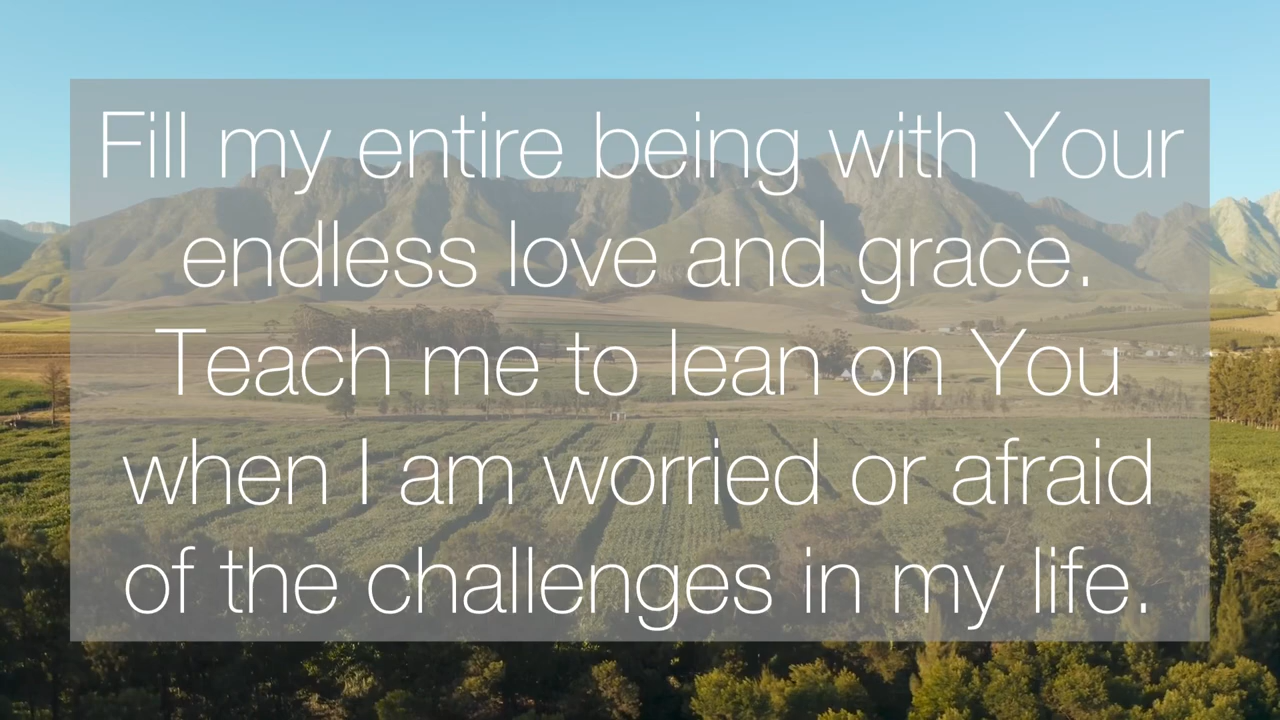 Fill my entire being with Your
endless love and grace.
Teach me to lean on You
when I am worried or afraid
of the challenges in my life.